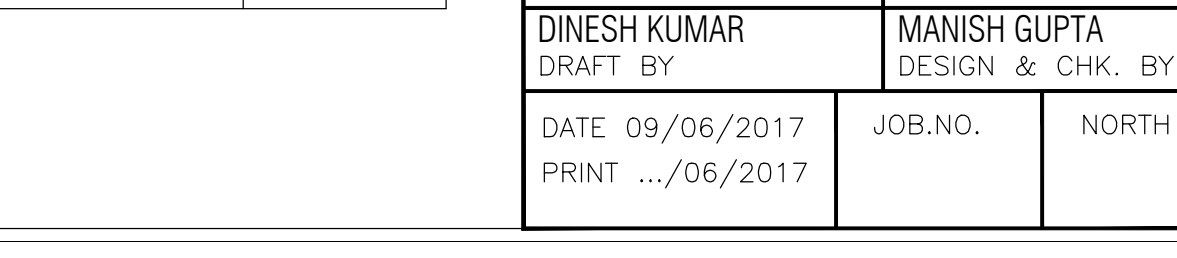 DINESH KUMAR
DRAFT BY
MANISH GUPTA
DESIGN & CHK. BY
DATE 09/06/2017
PRINT .../06/2017
JOB.NO.
NORTH